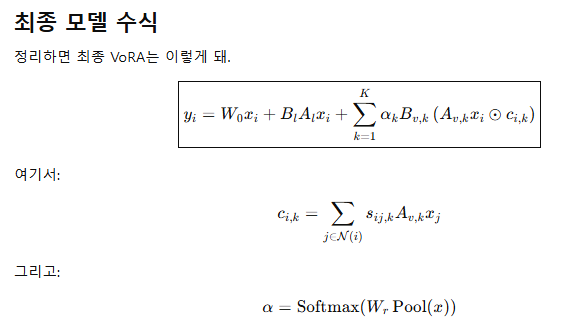 최종 모델 수식
정리하면 최종 VoRA는 이렇게 돼.
$$y_i = W_0 x_i + B_l A_l x_i + \sum_{k=1}^{K} \alpha_k B_{v,k} \left( A_{v,k} x_i \odot c_{i,k} \right)$$
여기서:
$$c_{i,k} = \sum_{j \in \mathcal{N}(i)} s_{ij,k} A_{v,k} x_j$$
그리고:
$$\alpha = \mathrm{Softmax}(W_r \, \mathrm{Pool}(x))$$